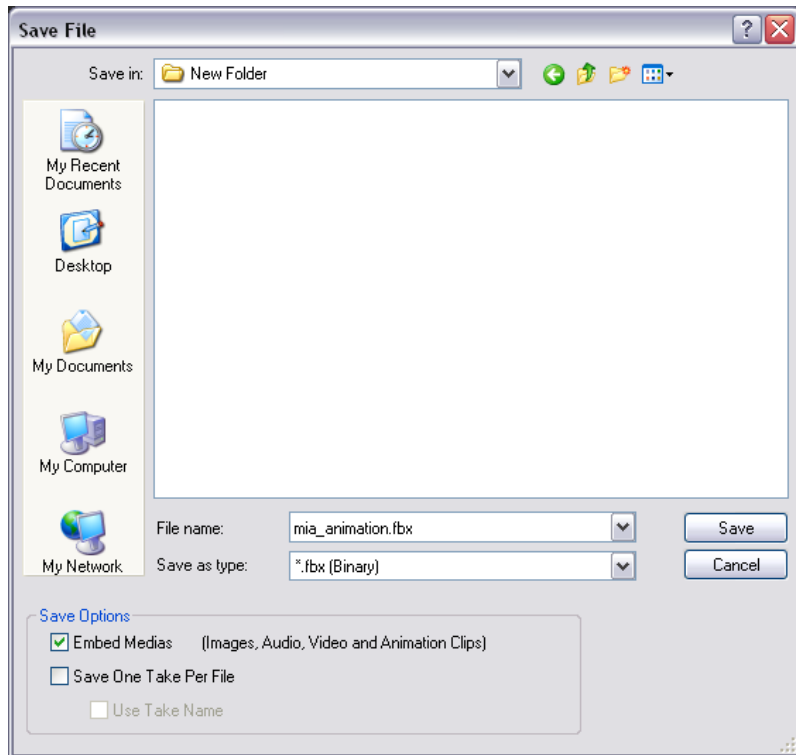 Save File
Save in:
New Folder
My Recent
Documents
Desktop
My Documents
My Computer
My Network
File name:
mia_animation.fbx
Save
Save as type:
*.fbx (Binary)
Cancel
Save Options
Embed Medias (Images, Audio, Video and Animation Clips)
Save One Take Per File
Use Take Name